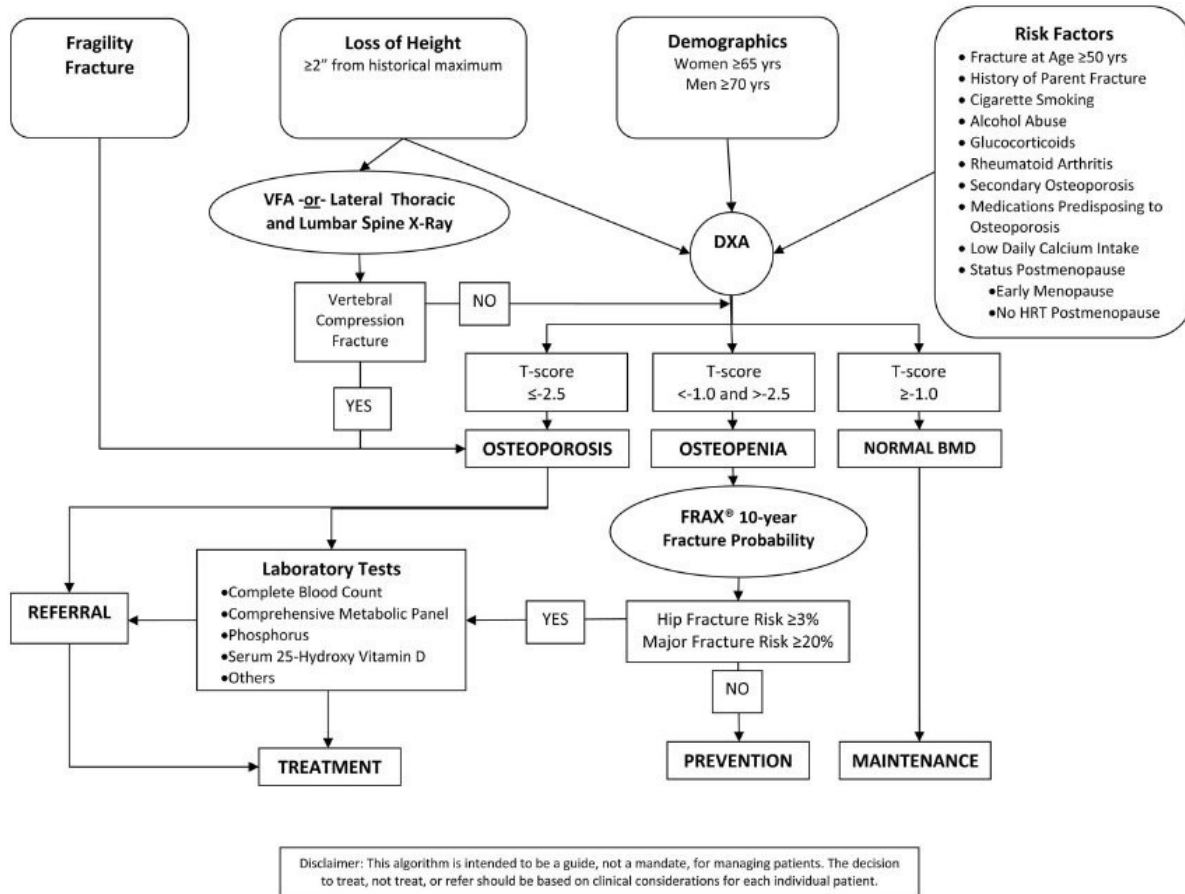 Fragility
Fracture
Loss of Height
≥2” from historical maximum
Demographics
Women ≥65 yrs
Men ≥70 yrs
Risk Factors
• Fracture at Age ≥50 yrs
• History of Parent Fracture
• Cigarette Smoking
• Alcohol Abuse
• Glucocorticoids
• Rheumatoid Arthritis
• Secondary Osteoporosis
• Medications Predisposing to
Osteoporosis
• Low Daily Calcium Intake
• Status Postmenopause
•Early Menopause
•No HRT Postmenopause
VFA -or- Lateral Thoracic
and Lumbar Spine X-Ray
DXA
Vertebral
Compression
Fracture
NO
YES
T-score
≤-2.5
T-score
<-1.0 and >-2.5
T-score
≥-1.0
OSTEOPOROSIS
OSTEOPENIA
NORMAL BMD
FRAX® 10-year
Fracture Probability
Laboratory Tests
•Complete Blood Count
•Comprehensive Metabolic Panel
•Phosphorus
•Serum 25-Hydroxy Vitamin D
•Others
REFERRAL
YES
Hip Fracture Risk ≥3%
Major Fracture Risk ≥20%
NO
TREATMENT
PREVENTION
MAINTENANCE
Disclaimer: This algorithm is intended to be a guide, not a mandate, for managing patients. The decision
to treat, not treat, or refer should be based on clinical considerations for each individual patient.